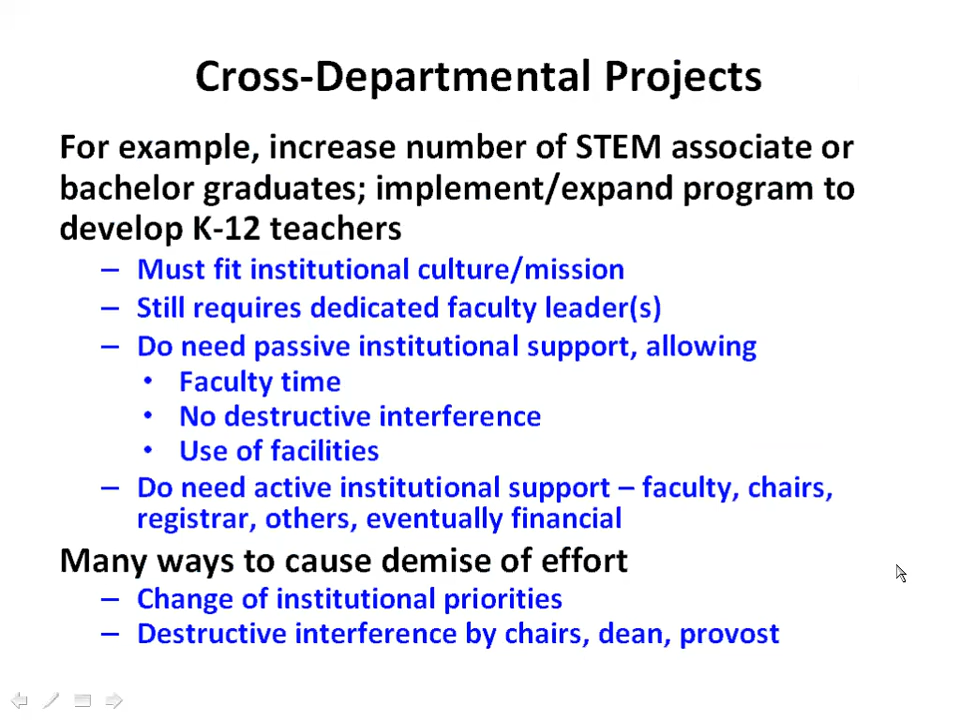 Cross-Departmental Projects
For example, increase number of STEM associate or
bachelor graduates; implement/expand program to
develop K-12 teachers
– Must fit institutional culture/mission
– Still requires dedicated faculty leader(s)
– Do need passive institutional support, allowing
• Faculty time
• No destructive interference
• Use of facilities
– Do need active institutional support – faculty, chairs,
registrar, others, eventually financial
Many ways to cause demise of effort
– Change of institutional priorities
– Destructive interference by chairs, dean, provost